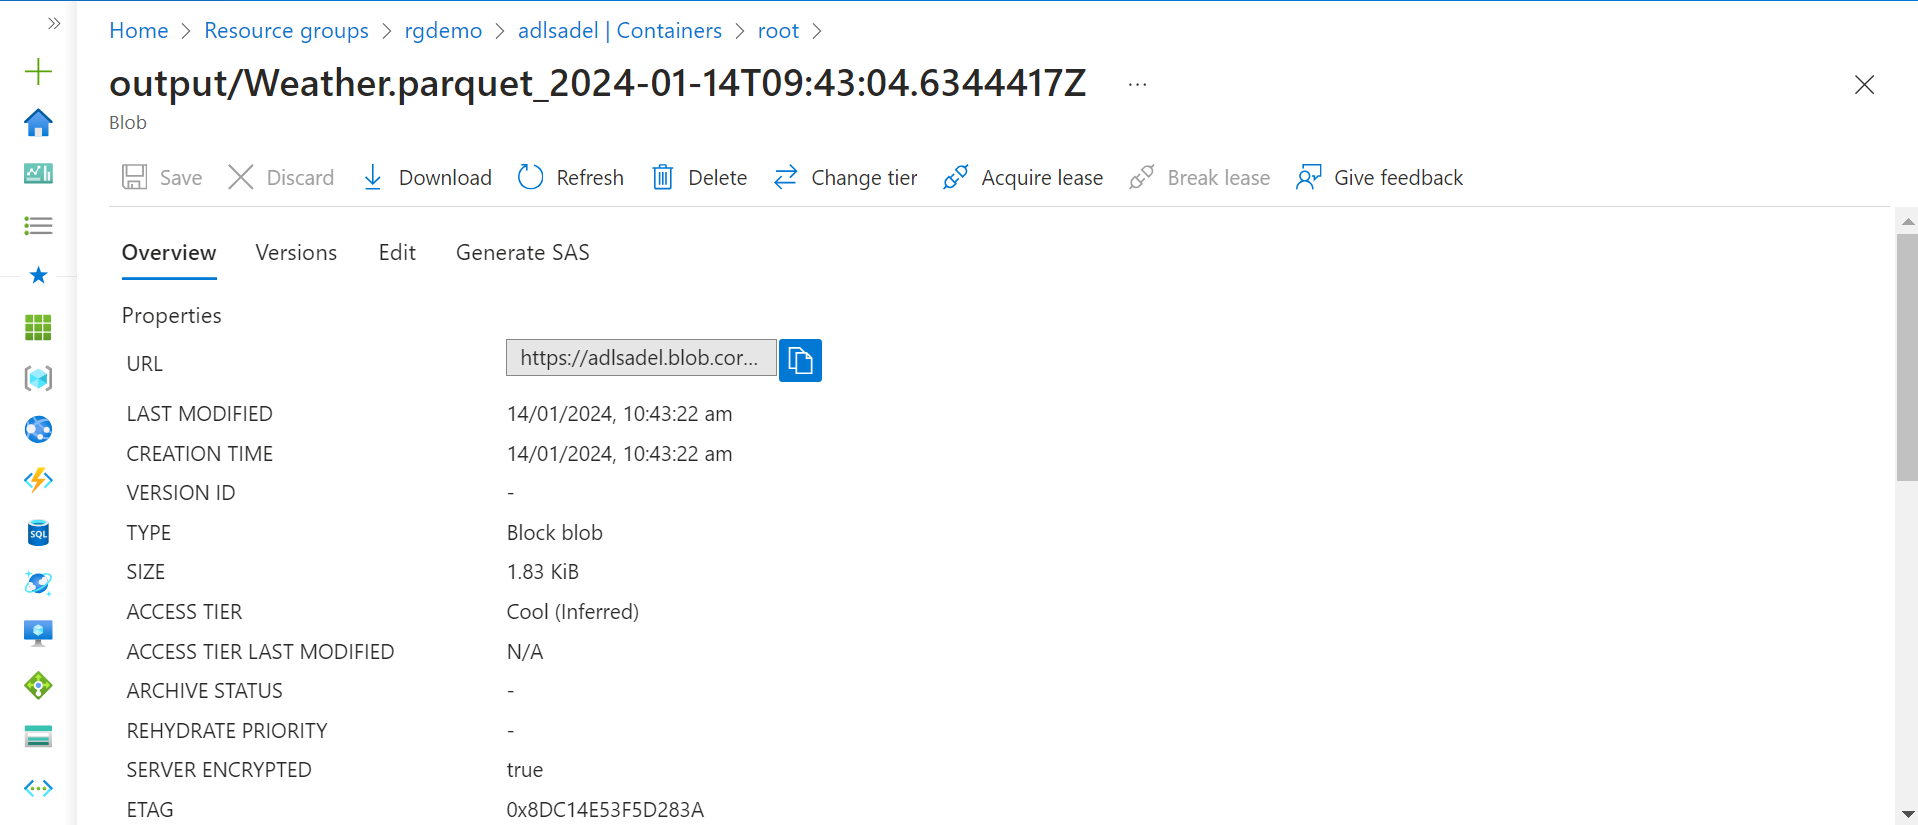 Home > Resource groups > rgdemo > adlsadel | Containers > root >
output/Weather.parquet_2024-01-14T09:43:04.6344417Z ...
Blob
Save Discard Download Refresh Delete Change tier Acquire lease Break lease Give feedback
Overview Versions Edit Generate SAS
Properties
URL https://adlsadel.blob.cor...
LAST MODIFIED 14/01/2024, 10:43:22 am
CREATION TIME 14/01/2024, 10:43:22 am
VERSION ID -
TYPE Block blob
SIZE 1.83 KiB
ACCESS TIER Cool (Inferred)
ACCESS TIER LAST MODIFIED N/A
ARCHIVE STATUS -
REHYDRATE PRIORITY -
SQL
SERVER ENCRYPTED true
ETAG 0x8DC14E53F5D283A